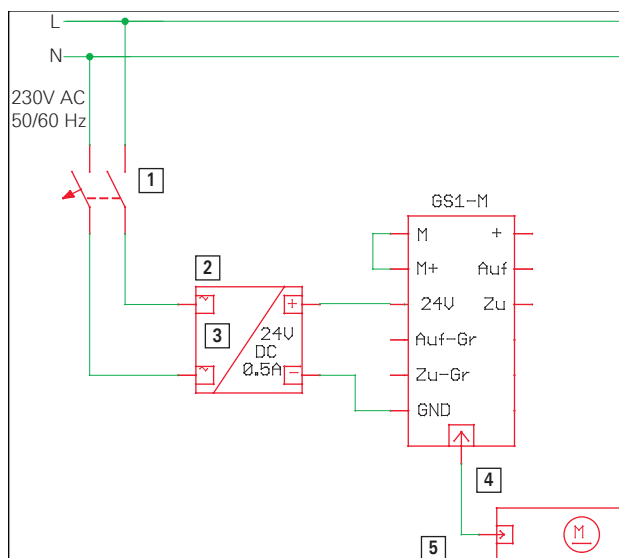 L
N
230V AC
50/60 Hz
1
GS1-M
M
+
M+
Auf
2
24V
Zu
3
24V
DC
0.5A
~
~
+
−
Auf-Gr
Zu-Gr
GND
4
5
M